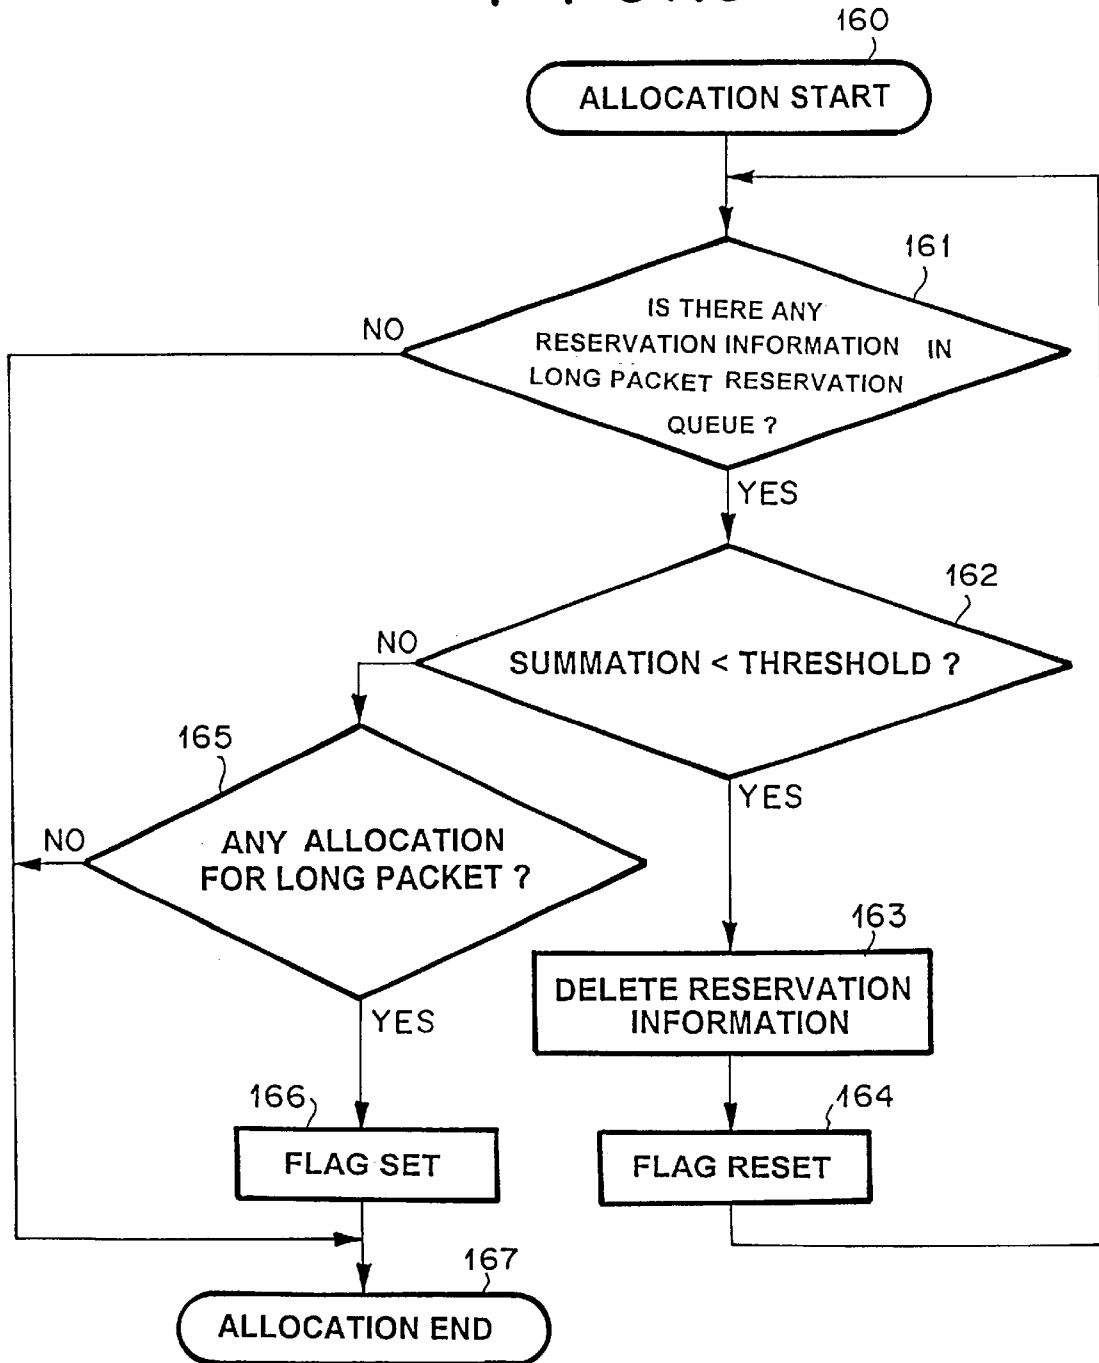 160
ALLOCATION START
161
IS THERE ANY
RESERVATION INFORMATION IN
LONG PACKET RESERVATION
QUEUE ?
NO
YES
162
SUMMATION < THRESHOLD ?
NO
YES
165
ANY ALLOCATION
FOR LONG PACKET ?
NO
YES
163
DELETE RESERVATION
INFORMATION
166
FLAG SET
164
FLAG RESET
167
ALLOCATION END